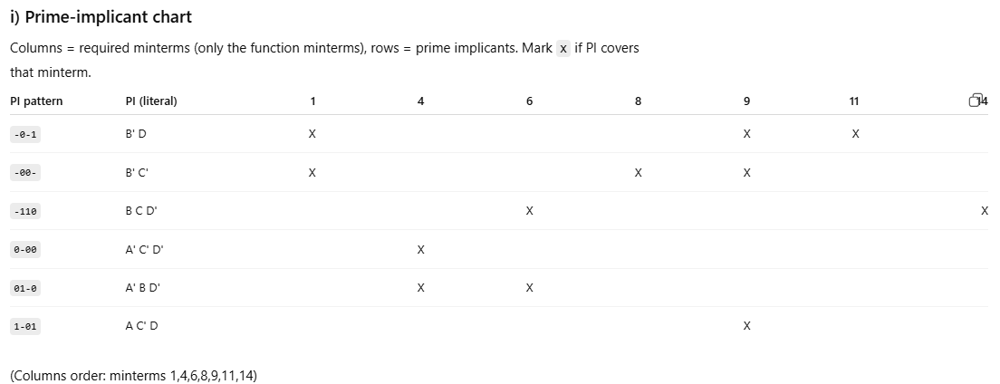 i) Prime-implicant chart
Columns = required minterms (only the function minterms), rows = prime implicants. Mark x if PI covers
that minterm.
PI pattern PI (literal) 1 4 6 8 9 11 14
-0-1 B' D X X X
-00- B' C' X X X
-110 B C D' X X
0-00 A' C' D' X
01-0 A' B D' X X
1-01 A C' D X
(Columns order: minterms 1,4,6,8,9,11,14)